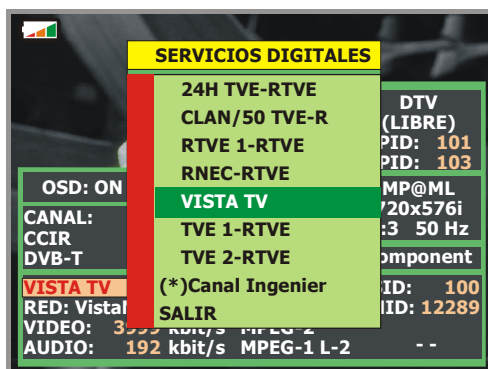 SERVICIOS DIGITALES
24H TVE-RTVE
CLAN/50 TVE-R
RTVE 1-RTVE
RNEC-RTVE
VISTA TV
TVE 1-RTVE
TVE 2-RTVE
(*)Canal Ingenier
SALIR
DTV
(LIBRE)
PID: 101
PID: 103
OSD: ON
MP@ML
720x576i
:3 50 Hz
CANAL:
CCIR
DVB-T
omponent
VISTA TV
ID: 100
RED: Vista
ID: 12289
VIDEO: 3999 kbit/s MPEG-2
AUDIO: 192 kbit/s MPEG-1 L-2 - -